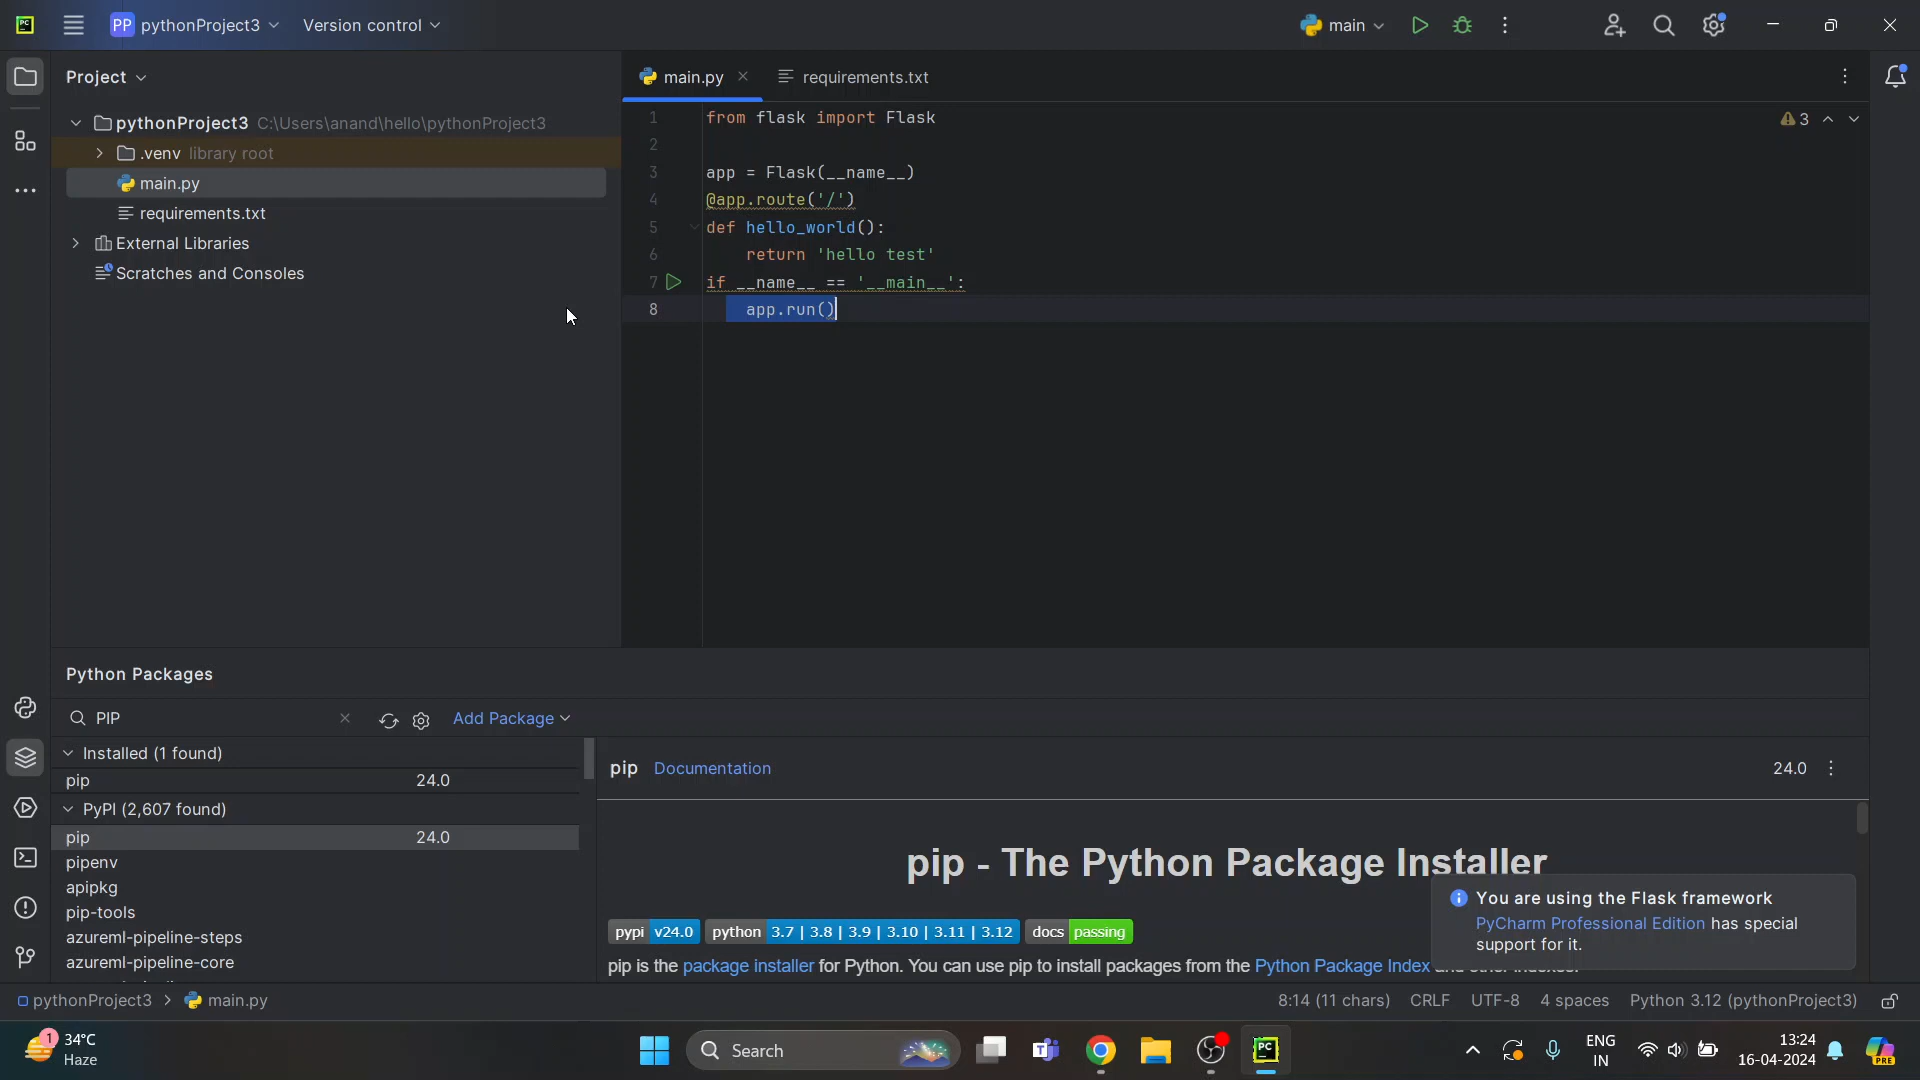 PC PP pythonProject3 Version control main
Project
main.py requirements.txt
pythonProject3 C:\Users\anand\hello\pythonProject3
.venv library root
main.py
requirements.txt
External Libraries
Scratches and Consoles
1 from flask import Flask 3
2
3 app = Flask(__name__)
4 @app.route('/')
5 def hello_world():
6 return 'hello test'
7 if __name__ == '__main__':
8 app.run()
Python Packages
PIP Add Package
Installed (1 found)
pip 24.0
PyPI (2,607 found)
pip 24.0
pipenv
apipkg
pip-tools
azureml-pipeline-steps
azureml-pipeline-core
pip Documentation 24.0
pip - The Python Package Installer
pypi v24.0 python 3.7 | 3.8 | 3.9 | 3.10 | 3.11 | 3.12 docs passing
pip is the package installer for Python. You can use pip to install packages from the Python Package Index
You are using the Flask framework
PyCharm Professional Edition has special
support for it.
pythonProject3 > main.py 8:14 (11 chars) CRLF UTF-8 4 spaces Python 3.12 (pythonProject3)
1 34°C
Haze
Search
PC
ENG
IN
13:24
16-04-2024
PRE